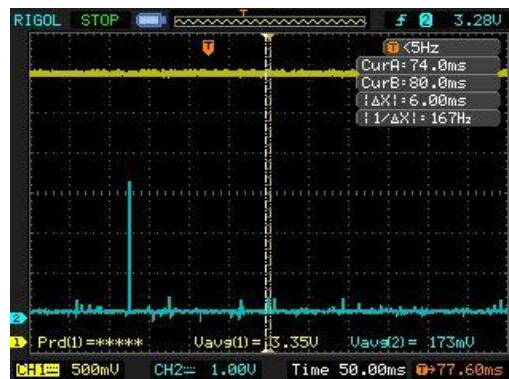 RIGOL STOP T f 2 3.28V
T
T <5Hz
CurA=74.0ms
CurB=80.0ms
|ΔX|=6.00ms
|1/ΔX|=167Hz
2
1 Prd(1)=***** Vavg(1)=3.35V Vavg(2)= 173mV
CH1 500mV CH2 1.00V Time 50.00ms T→77.60ms